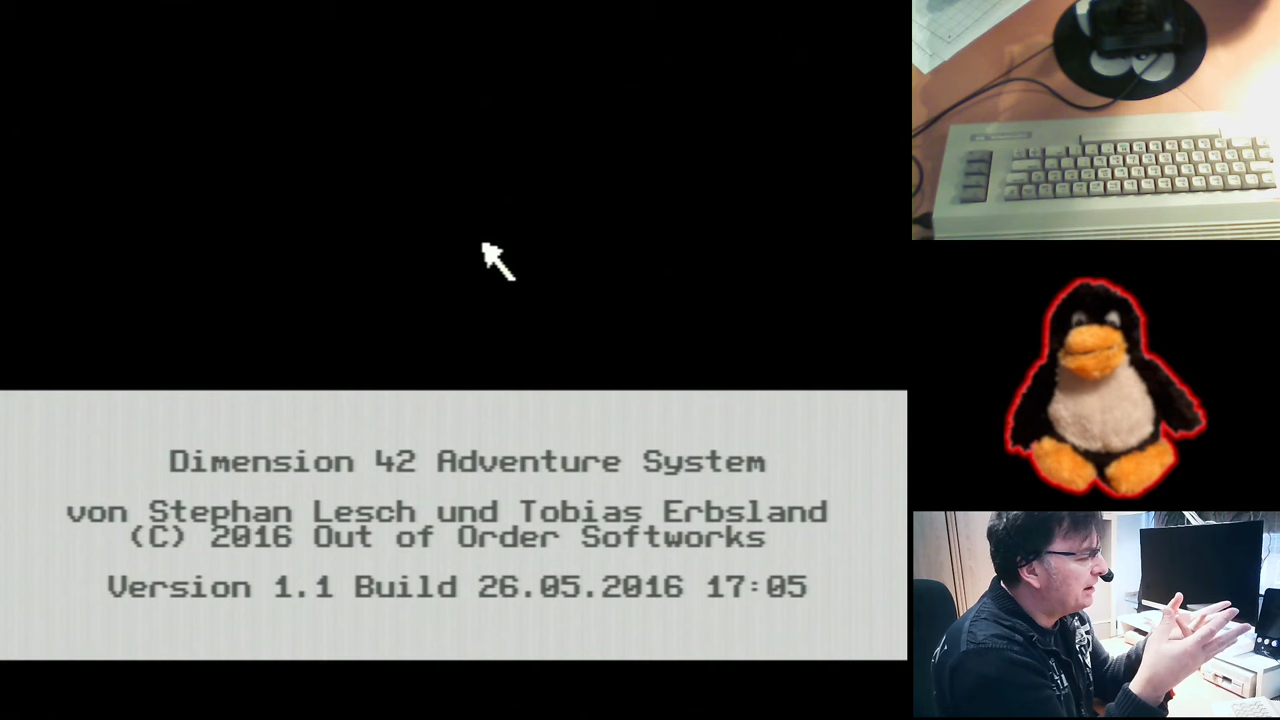 Dimension 42 Adventure System
von Stephan Lesch und Tobias Erbsland
(C) 2016 Out of Order Softworks
Version 1.1 Build 26.05.2016 17:05